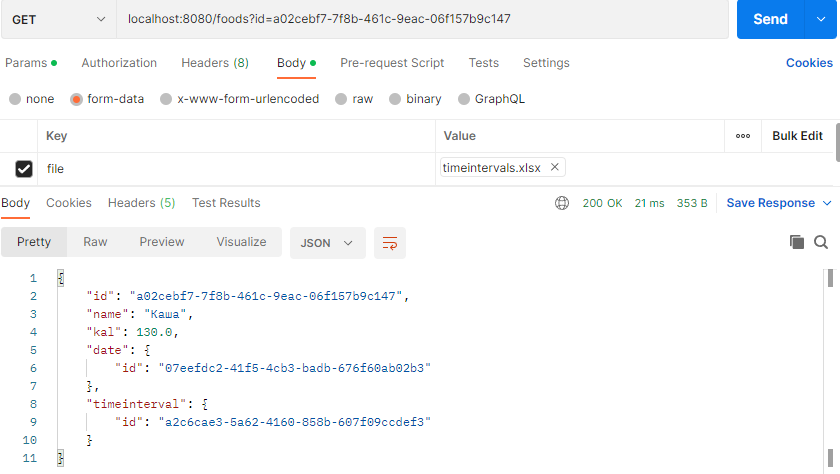 GET localhost:8080/foods?id=a02cebf7-7f8b-461c-9eac-06f157b9c147 Send
Params Authorization Headers (8) Body Pre-request Script Tests Settings Cookies
none form-data x-www-form-urlencoded raw binary GraphQL
Key Value ooo Bulk Edit
file timeintervals.xlsx ×
Body Cookies Headers (5) Test Results 200 OK 21 ms 353 B Save Response
Pretty Raw Preview Visualize JSON
1 {
2 "id": "a02cebf7-7f8b-461c-9eac-06f157b9c147",
3 "name": "Каша",
4 "kal": 130.0,
5 "date": {
6 "id": "07eefdc2-41f5-4cb3-badb-676f60ab02b3"
7 },
8 "timeinterval": {
9 "id": "a2c6cae3-5a62-4160-858b-607f09ccdef3"
10 }
11 }